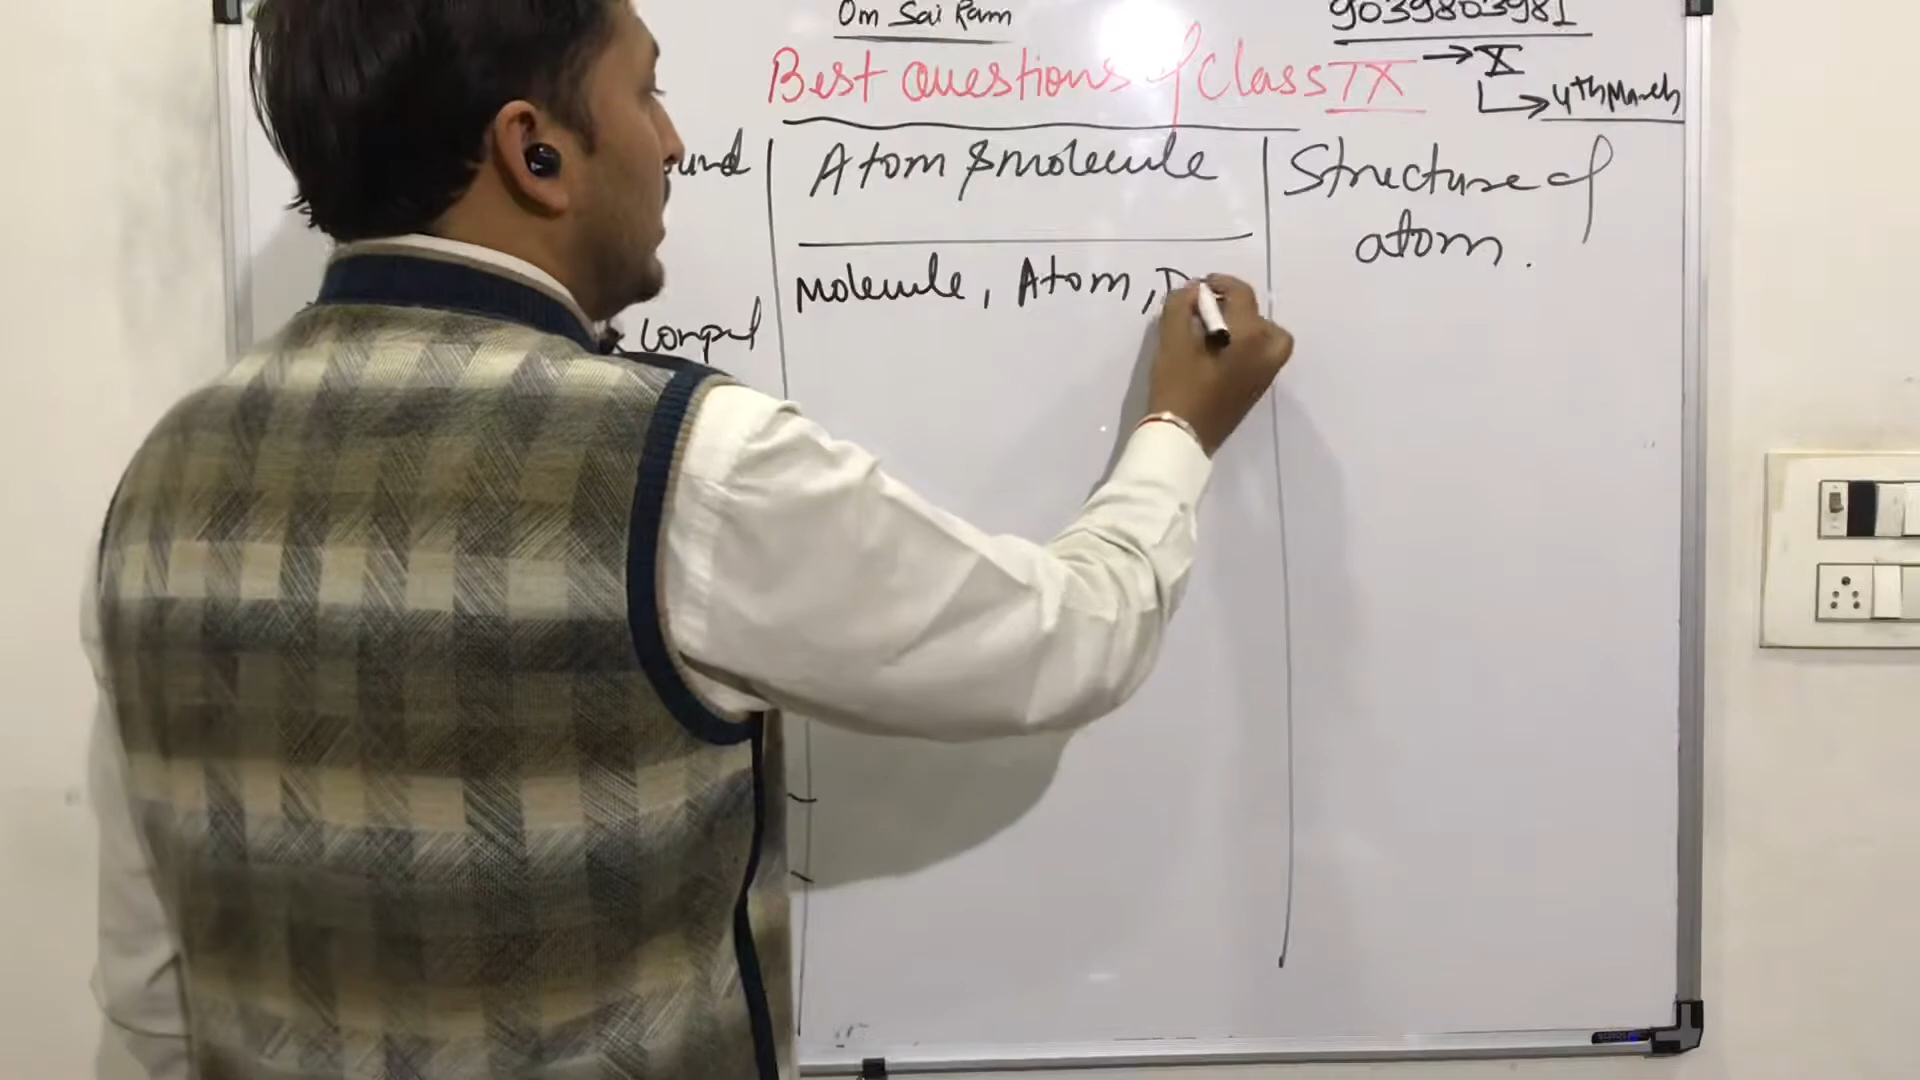 Om Sai Ram
9039803981
Best Questions of Class IX → X
→ 4th March
Atom & molecule
Structure of
atom.
Molecule, Atom,